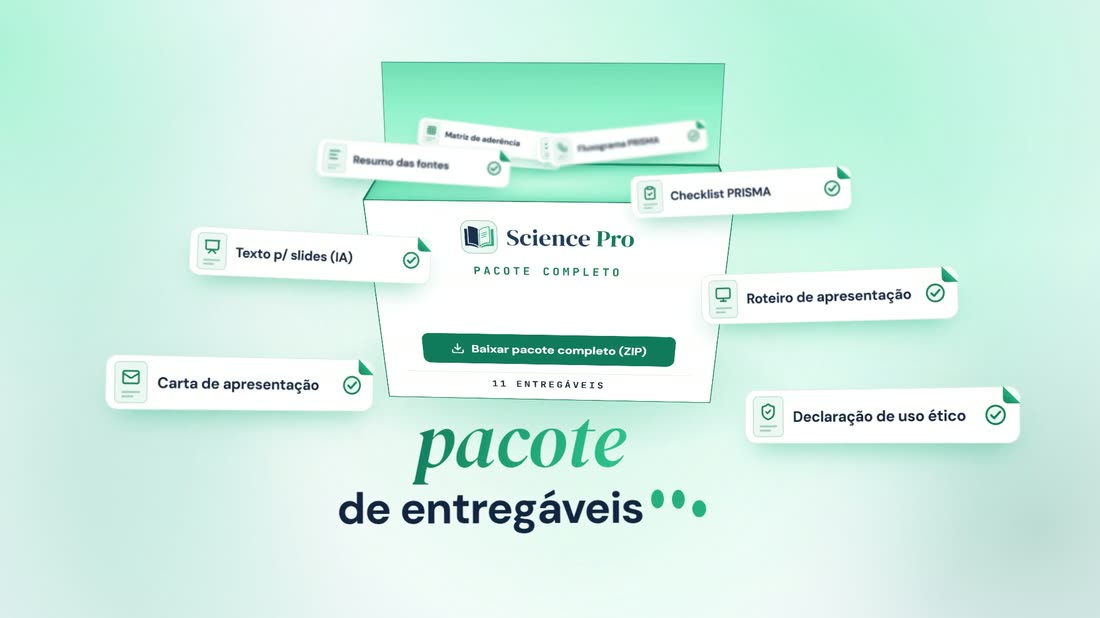 Matriz de aderência
Fluxograma PRISMA
Resumo das fontes
Checklist PRISMA
Science Pro
PACOTE COMPLETO
Texto p/ slides (IA)
Roteiro de apresentação
Baixar pacote completo (ZIP)
11 ENTREGÁVEIS
Carta de apresentação
Declaração de uso ético
pacote
de entregáveis